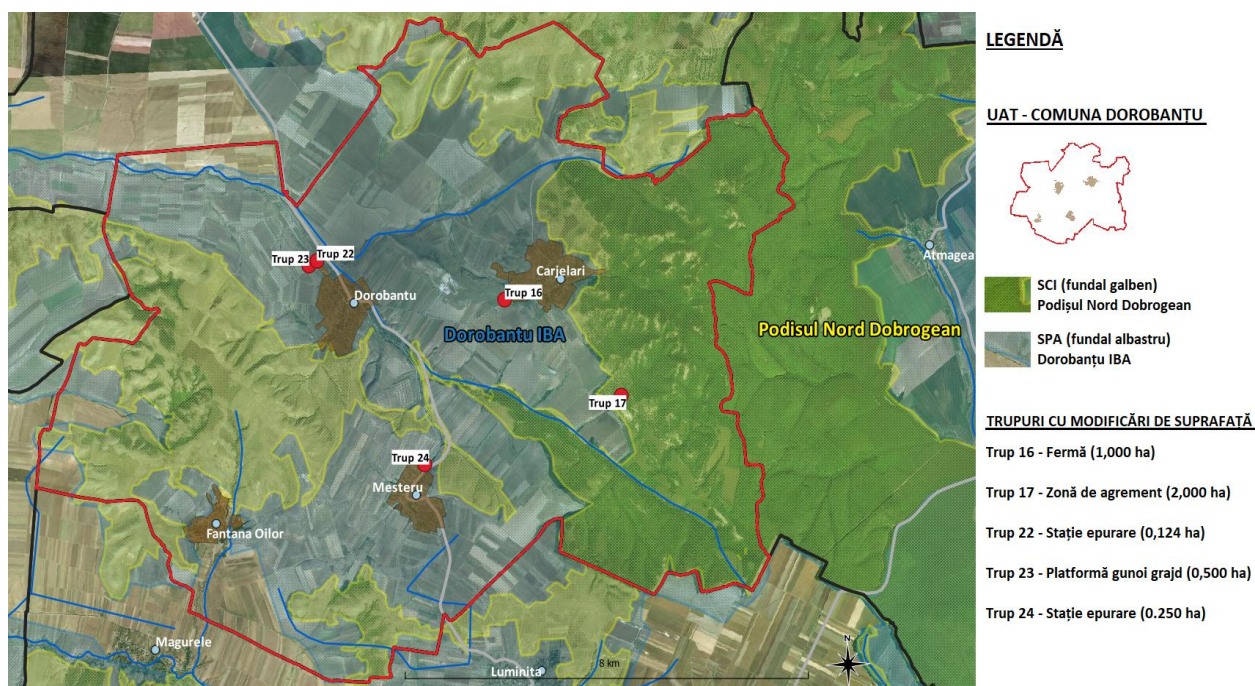 Trup 22
Trup 23
Dorobantu
Carjelari
Trup 16
Atmagea
Dorobantu IBA
Podisul Nord Dobrogean
Trup 17
Trup 24
Mesteru
Fantana Oilor
Magurele
Luminita
8 km
N
LEGENDĂ
UAT - COMUNA DOROBANȚU
SCI (fundal galben)
Podișul Nord Dobrogean
SPA (fundal albastru)
Dorobanțu IBA
TRUPURI CU MODIFICĂRI DE SUPRAFAȚĂ
Trup 16 - Fermă (1,000 ha)
Trup 17 - Zonă de agrement (2,000 ha)
Trup 22 - Stație epurare (0,124 ha)
Trup 23 - Platformă gunoi grajd (0,500 ha)
Trup 24 - Stație epurare (0.250 ha)